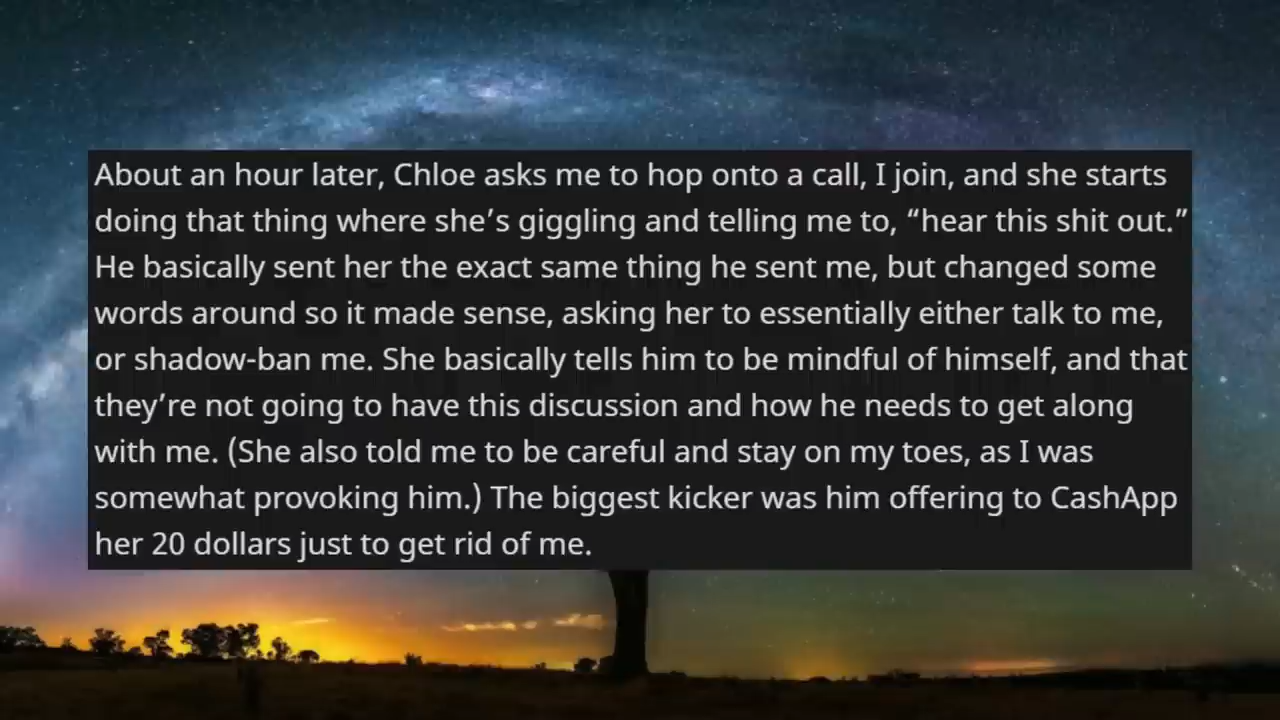 About an hour later, Chloe asks me to hop onto a call, I join, and she starts
doing that thing where she’s giggling and telling me to, “hear this shit out.”
He basically sent her the exact same thing he sent me, but changed some
words around so it made sense, asking her to essentially either talk to me,
or shadow-ban me. She basically tells him to be mindful of himself, and that
they’re not going to have this discussion and how he needs to get along
with me. (She also told me to be careful and stay on my toes, as I was
somewhat provoking him.) The biggest kicker was him offering to CashApp
her 20 dollars just to get rid of me.